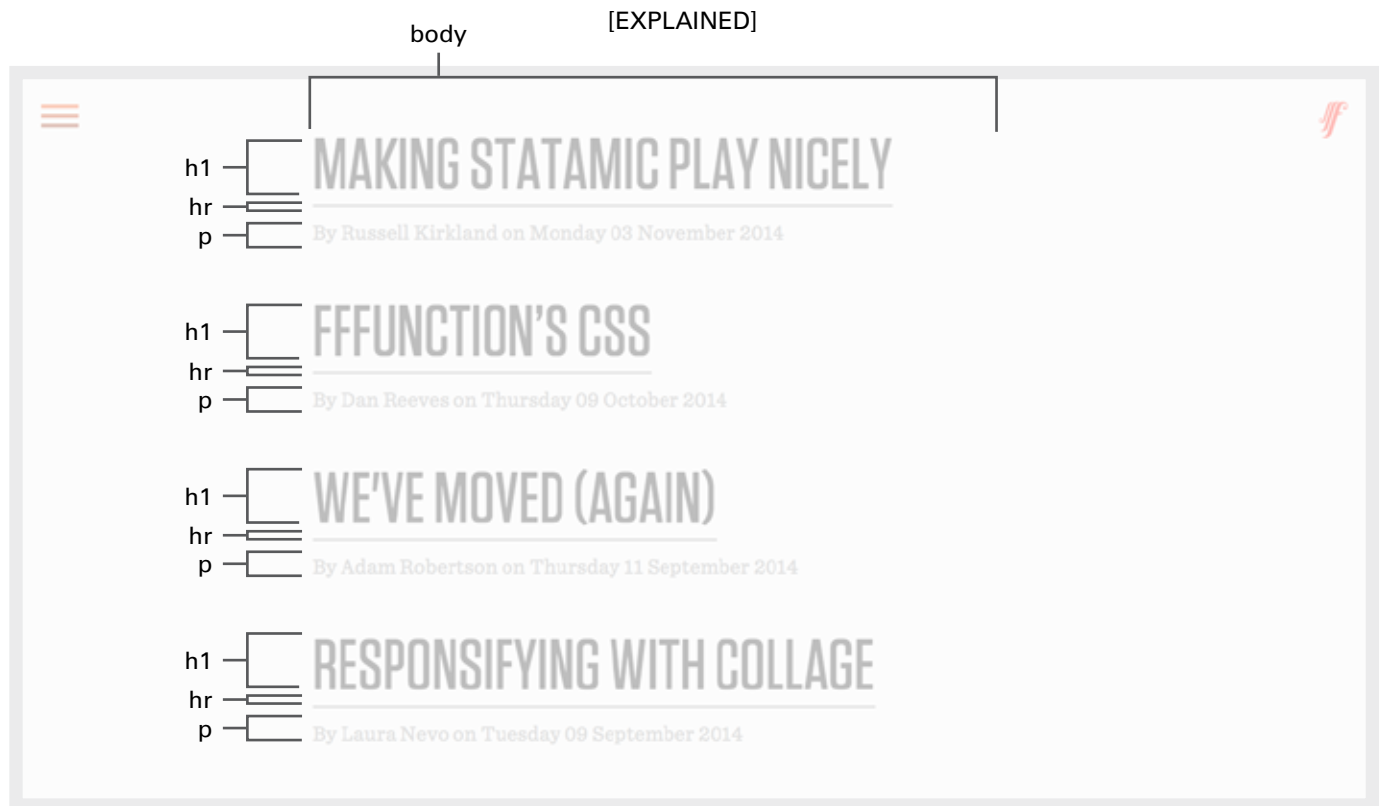 [EXPLAINED]
body
h1
MAKING STATAMIC PLAY NICELY
hr
p
By Russell Kirkland on Monday 03 November 2014
h1
FFFUNCTION'S CSS
hr
p
By Dan Reeves on Thursday 09 October 2014
h1
WE'VE MOVED (AGAIN)
hr
p
By Adam Robertson on Thursday 11 September 2014
h1
RESPONSIFYING WITH COLLAGE
hr
p
By Laura Nevo on Tuesday 09 September 2014